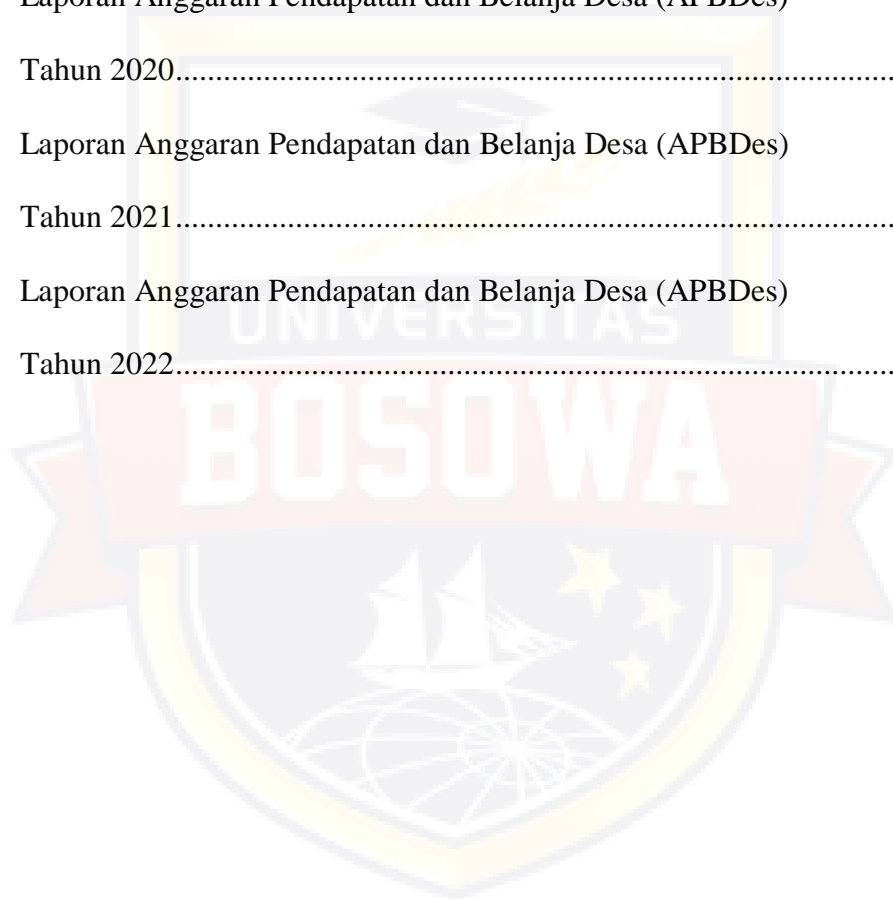 Laporan Anggaran Pendapatan dan Belanja Desa (APBDes)
Tahun 2020..........................................................................................
Laporan Anggaran Pendapatan dan Belanja Desa (APBDes)
Tahun 2021..........................................................................................
Laporan Anggaran Pendapatan dan Belanja Desa (APBDes)
Tahun 2022..........................................................................................
UNIVERSITAS
BOSOWA